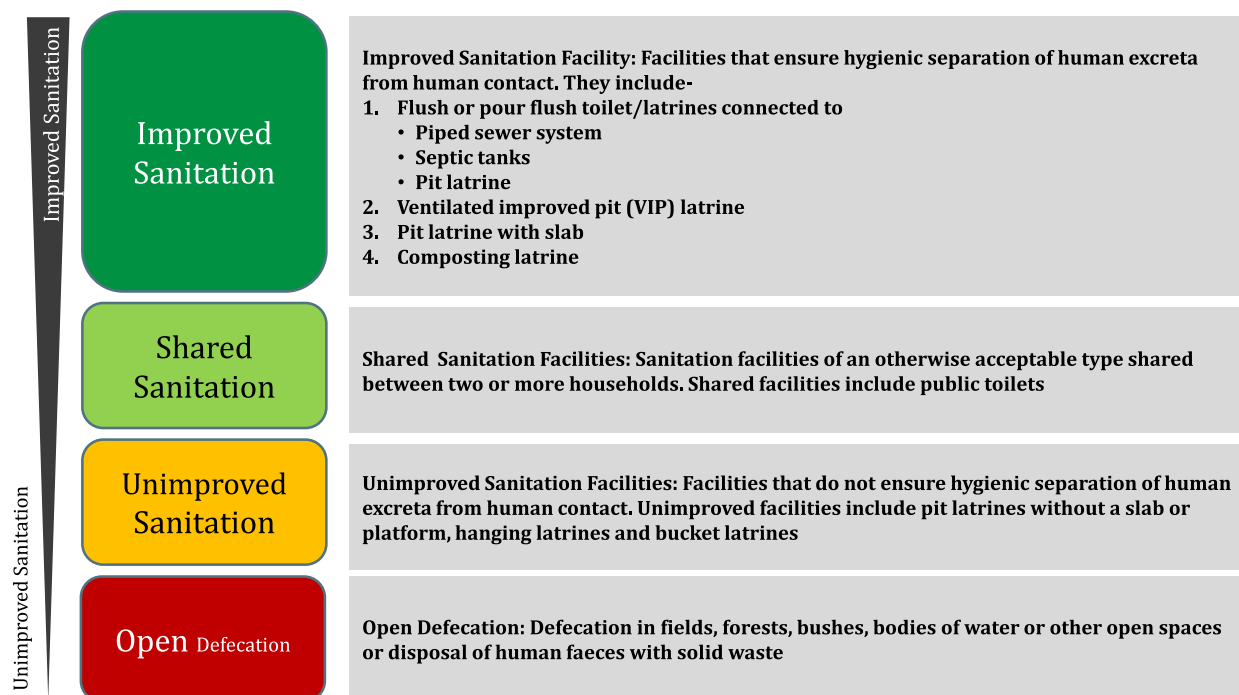 Improved Sanitation
Unimproved Sanitation
Improved
Sanitation
Improved Sanitation Facility: Facilities that ensure hygienic separation of human excreta
from human contact. They include-
1. Flush or pour flush toilet/latrines connected to
• Piped sewer system
• Septic tanks
• Pit latrine
2. Ventilated improved pit (VIP) latrine
3. Pit latrine with slab
4. Composting latrine
Shared
Sanitation
Shared Sanitation Facilities: Sanitation facilities of an otherwise acceptable type shared
between two or more households. Shared facilities include public toilets
Unimproved
Sanitation
Unimproved Sanitation Facilities: Facilities that do not ensure hygienic separation of human
excreta from human contact. Unimproved facilities include pit latrines without a slab or
platform, hanging latrines and bucket latrines
Open Defecation
Open Defecation: Defecation in fields, forests, bushes, bodies of water or other open spaces
or disposal of human faeces with solid waste